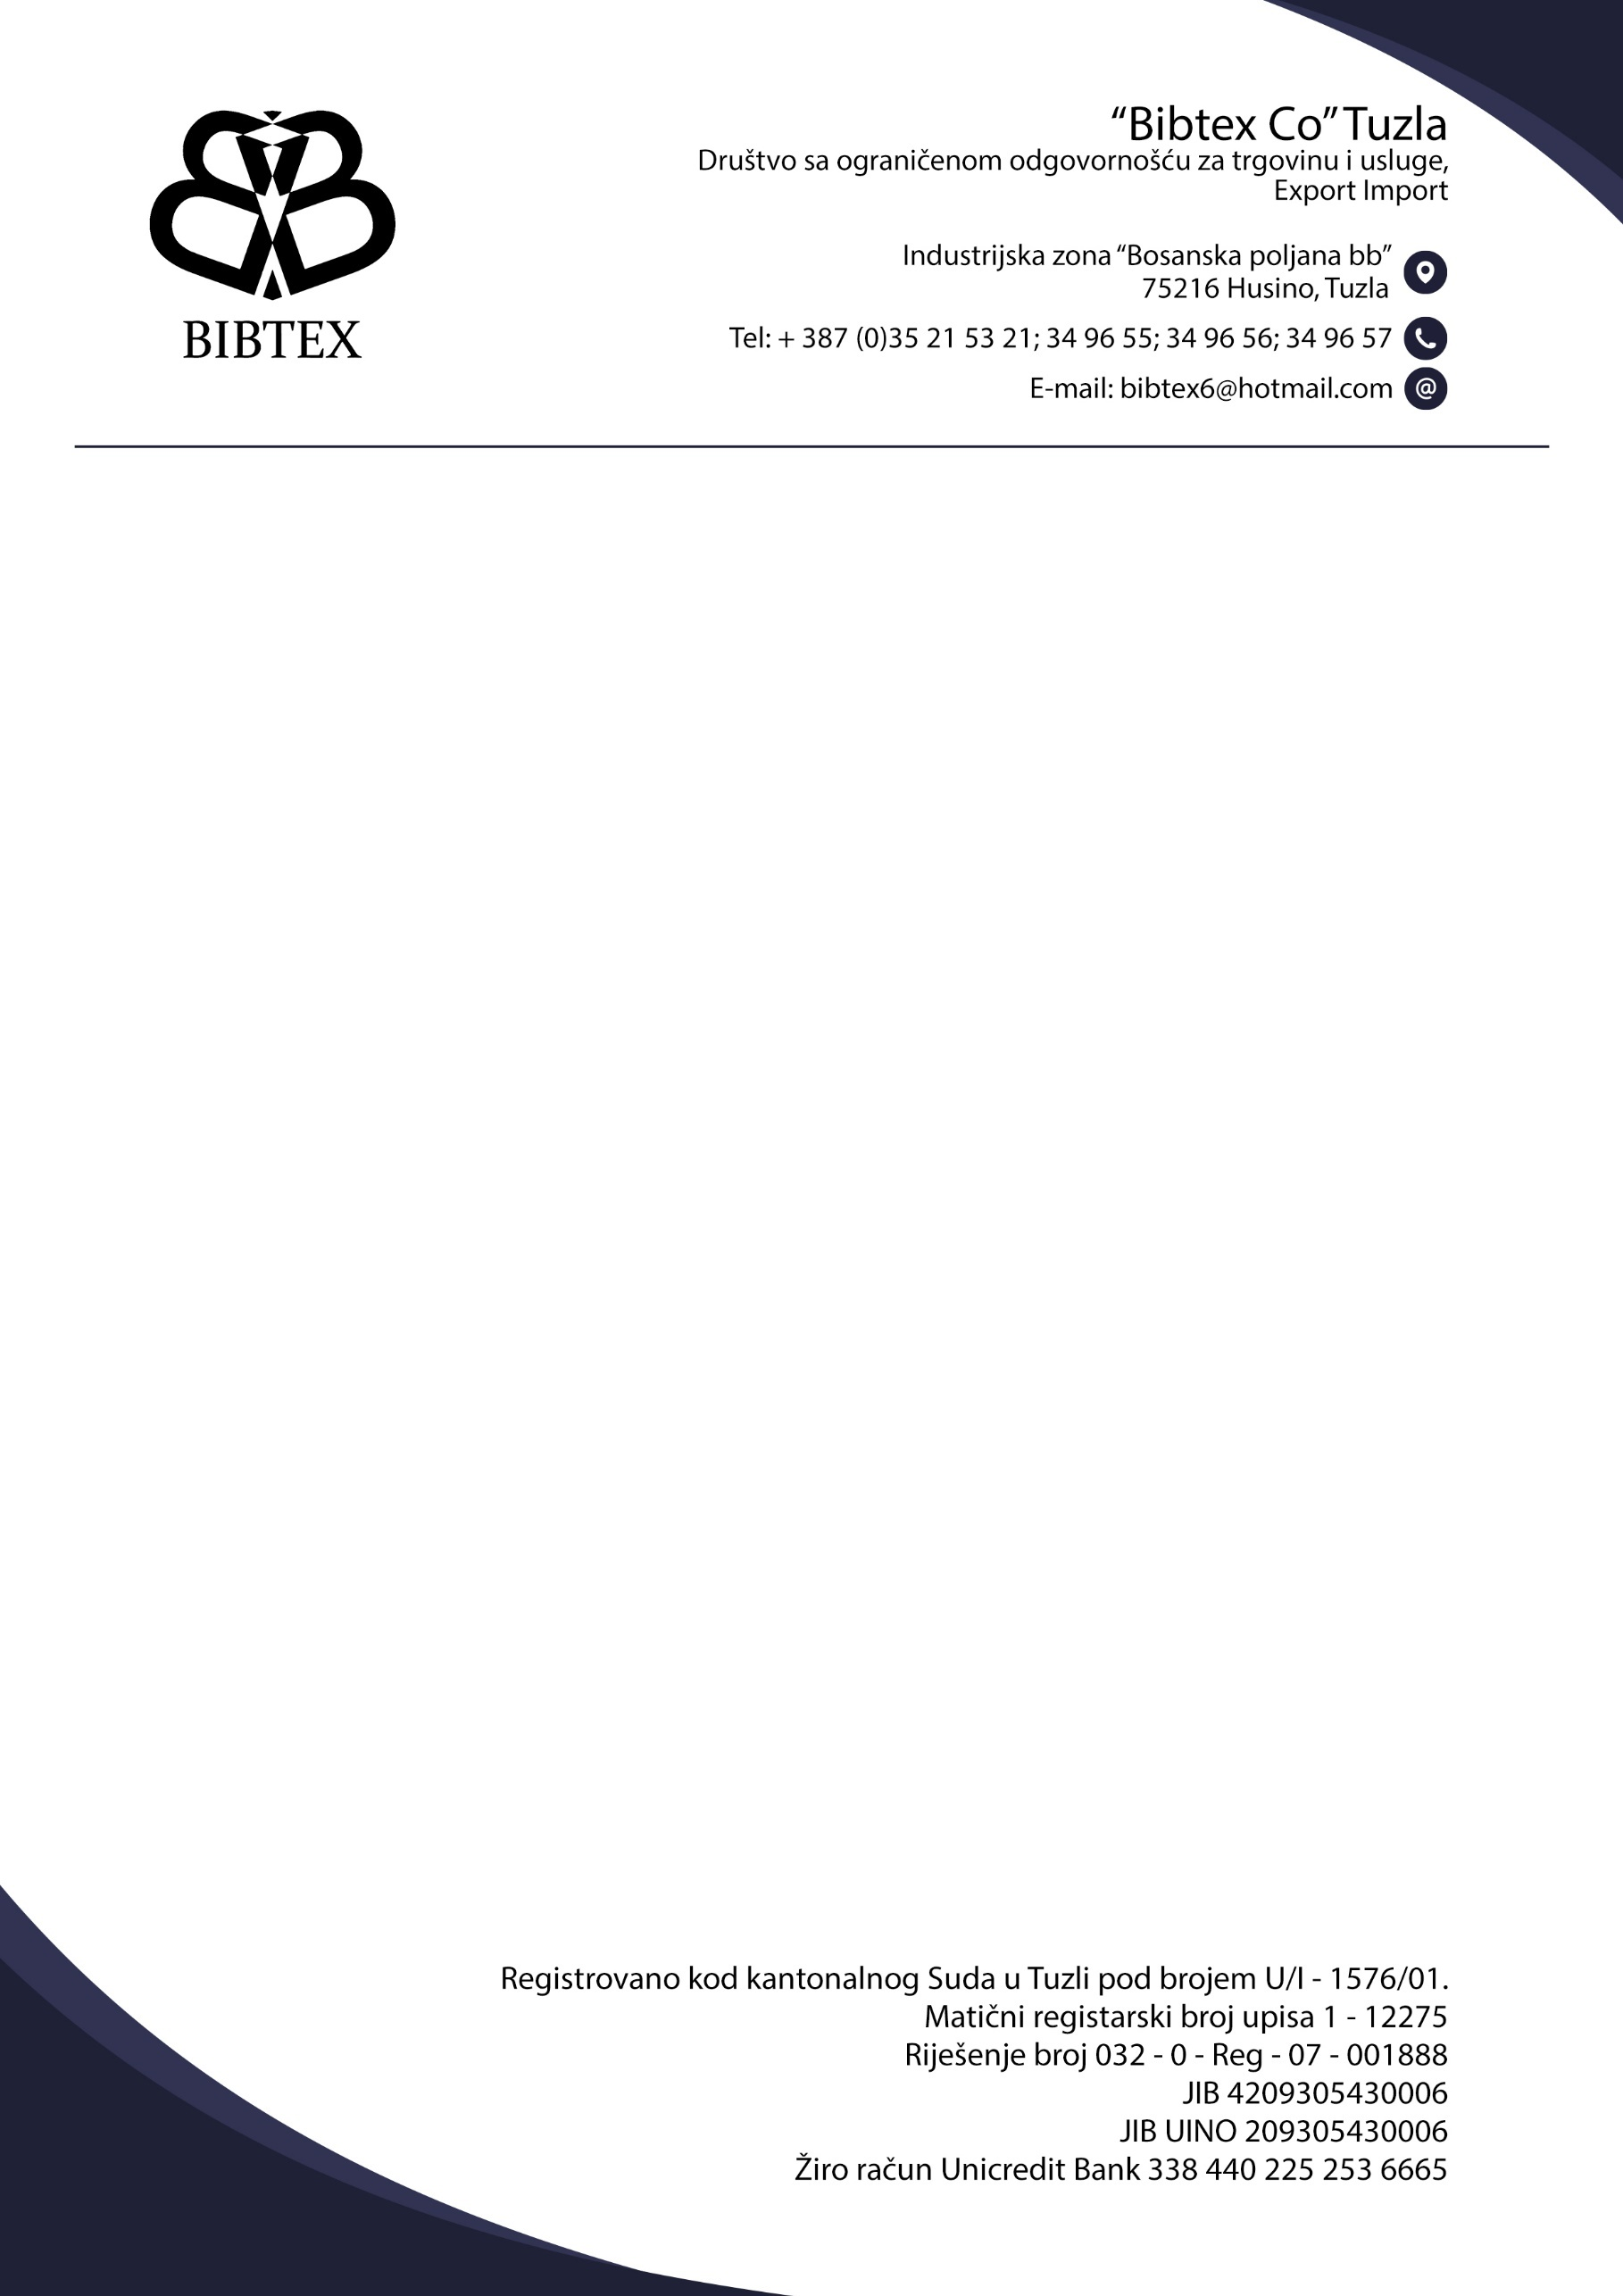 BIBTEX
“Bibtex Co” Tuzla
Društvo sa ograničenom odgovornošću za trgovinu i usluge,
Export Import
Industrijska zona “Bosanska poljana bb”
75216 Husino, Tuzla
Tel: + 387 (0)35 21 53 21; 34 96 55; 34 96 56; 34 96 57
E-mail: bibtex6@hotmail.com
Registrovano kod kantonalnog Suda u Tuzli pod brojem U/I - 1576/01.
Matični registarski broj upisa 1 - 12275
Riješenje broj 032 - 0 - Reg - 07 - 001888
JIB 4209305430006
JIB UINO 209305430006
Žiro račun Unicredit Bank 338 440 225 253 6665